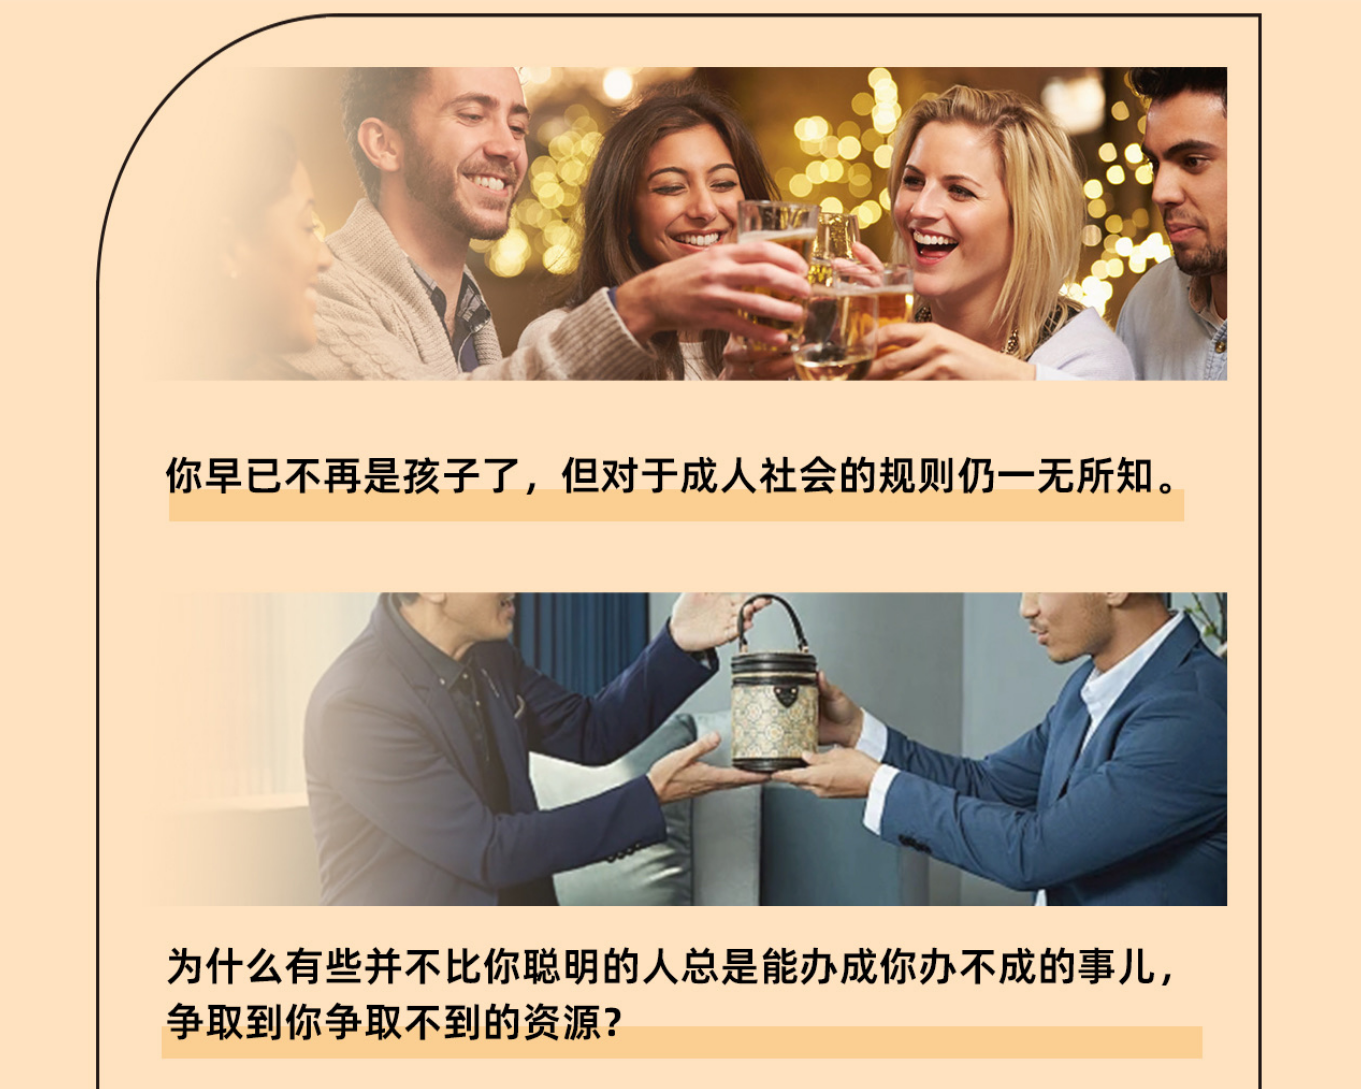 你早已不再是孩子了，但对于成人社会的规则仍一无所知。
为什么有些并不比你聪明的人总是能办成你办不成的事儿，
争取到你争取不到的资源？